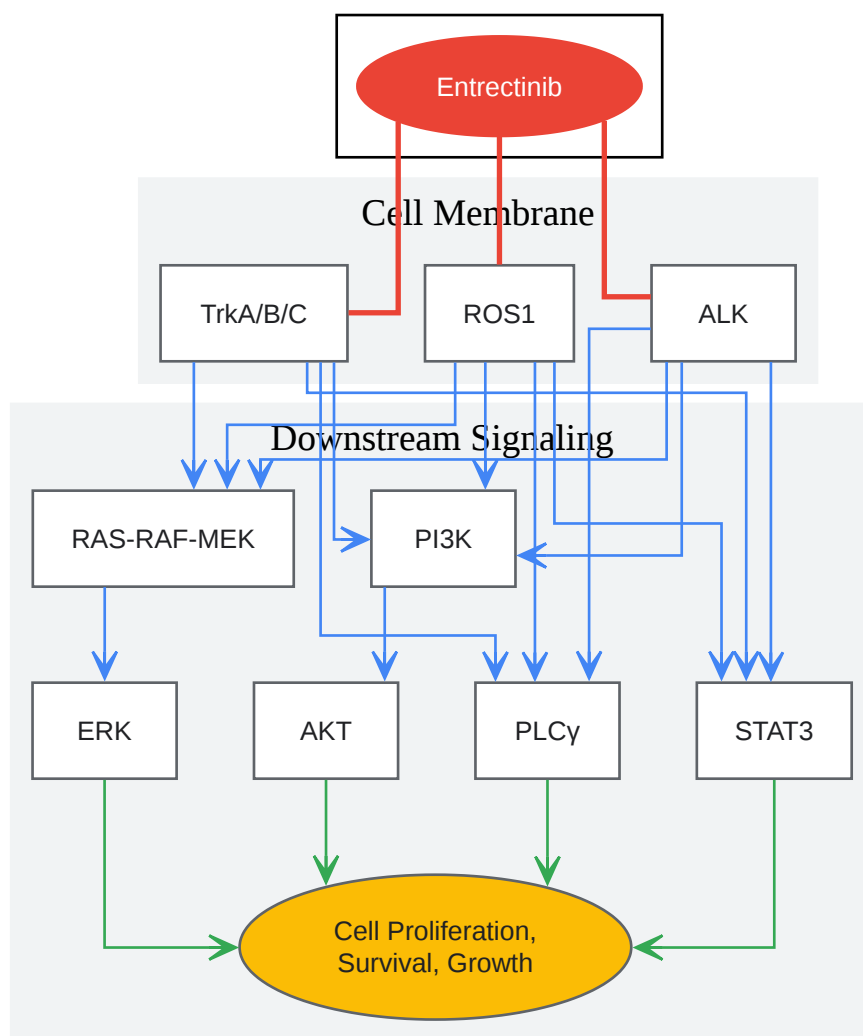 Entrectinib
Cell Membrane
TrkA/B/C
ROS1
ALK
Downstream Signaling
RAS-RAF-MEK
PI3K
ERK
AKT
PLCγ
STAT3
Cell Proliferation,
Survival, Growth